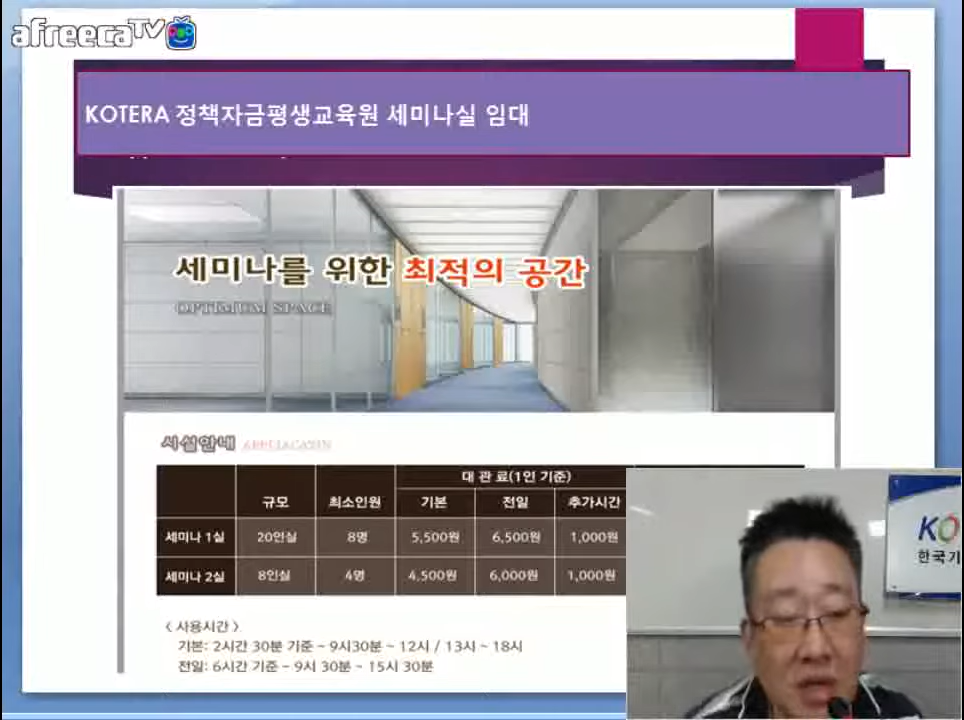 afreecaTV
KOTERA 정책자금평생교육원 세미나실 임대
세미나를 위한 최적의 공간
OPTIMUM SPACE
시설안내
대 관 료(1인 기준)
규모 최소인원 기본 전일 추가시간
세미나 1실 20인실 8명 5,500원 6,500원 1,000원
세미나 2실 8인실 4명 4,500원 6,000원 1,000원
< 사용시간 >
기본: 2시간 30분 기준 ~ 9시30분 ~ 12시 / 13시 ~ 18시
전일: 6시간 기준 - 9시 30분 ~ 15시 30분
KO
한국기